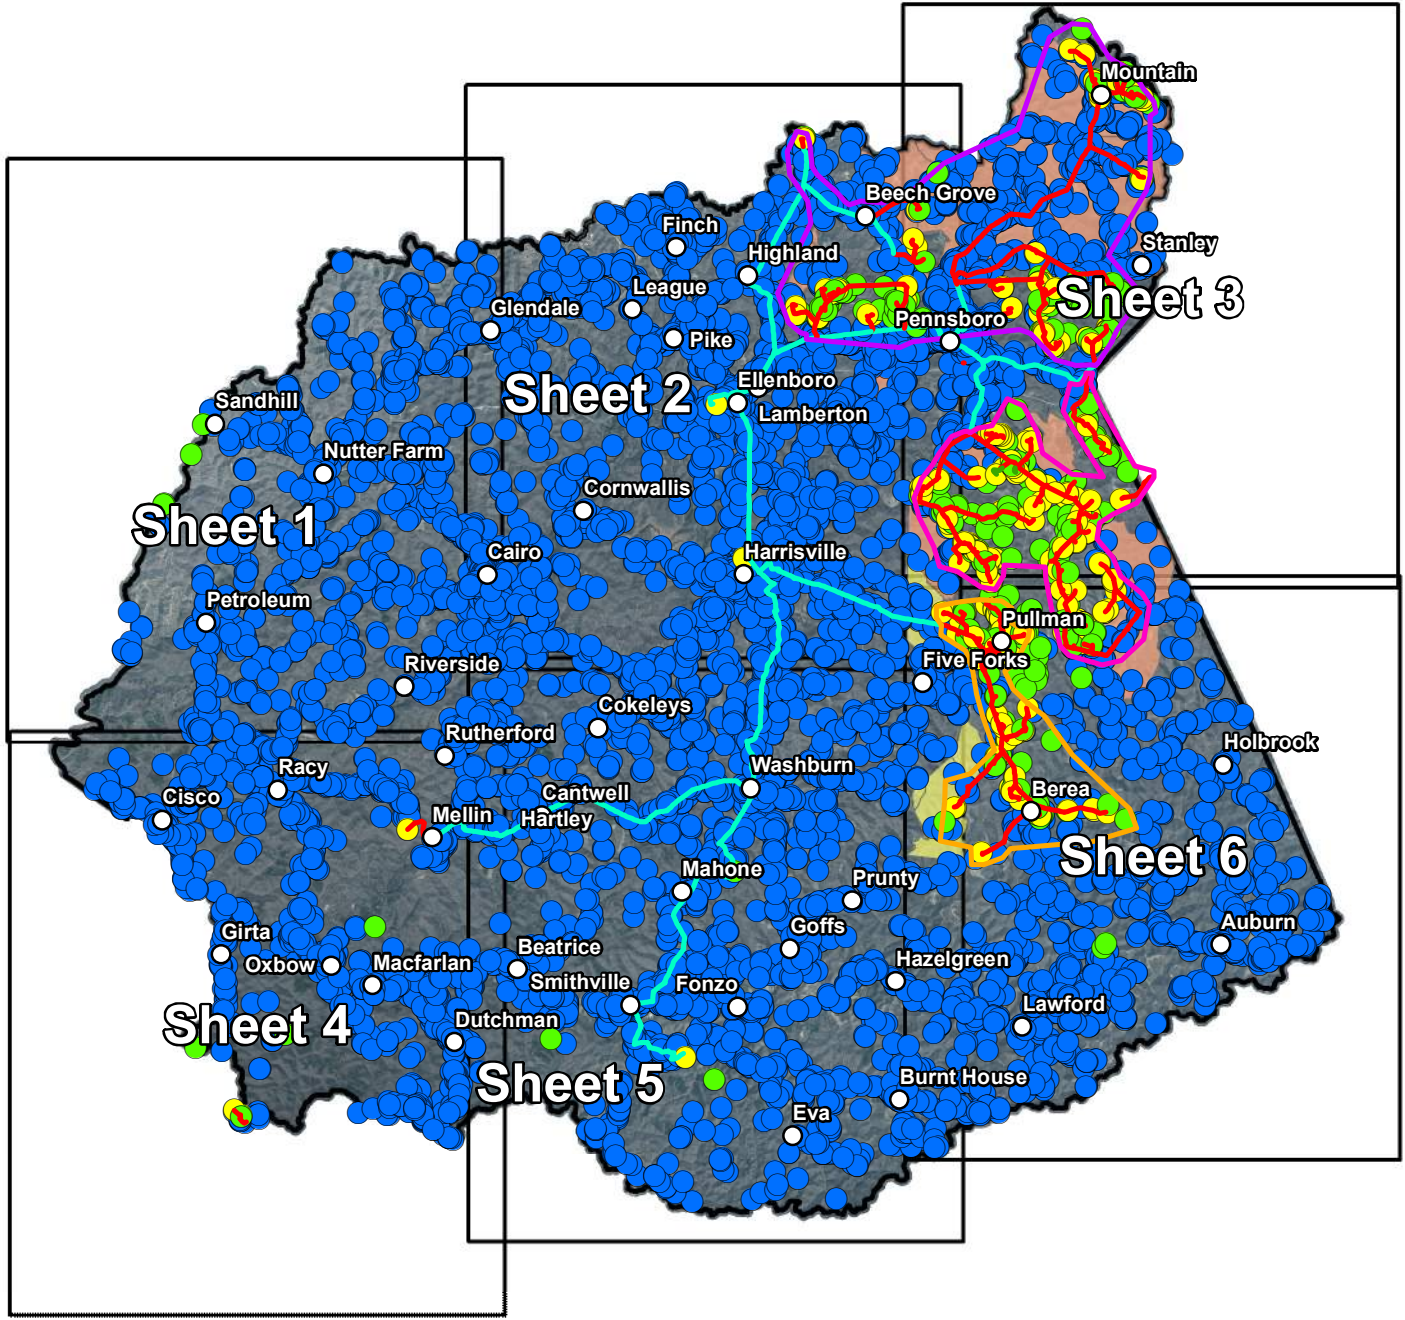 Mountain
Beech Grove
Finch
Stanley
Highland
League
Sheet 3
Glendale
Pennsboro
Pike
Ellenboro
Sheet 2
Sandhill
Lamberton
Nutter Farm
Cornwallis
Sheet 1
Cairo
Harrisville
Petroleum
Pullman
Riverside
Five Forks
Cokeleys
Rutherford
Holbrook
Racy
Washburn
Cisco
Cantwell
Berea
Mellin
Hartley
Sheet 6
Mahone
Prunty
Girta
Goffs
Auburn
Beatrice
Oxbow
Macfarlan
Hazelgreen
Smithville
Fonzo
Lawford
Sheet 4
Dutchman
Sheet 5
Burnt House
Eva